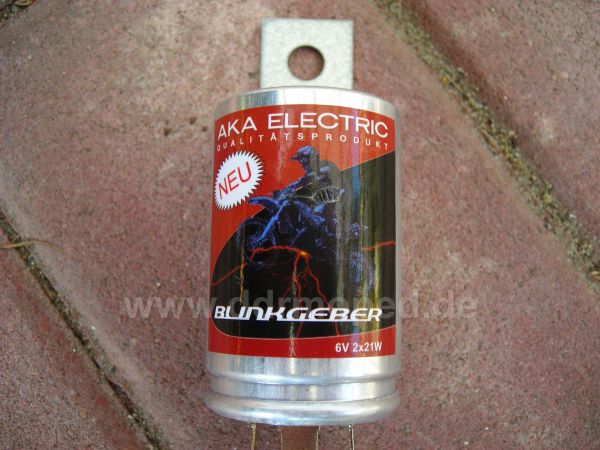 AKA ELECTRIC
QUALITÄTSPRODUKT
NEU
www.ddrmoped.de
BLINKGEBER
6V 2x21W